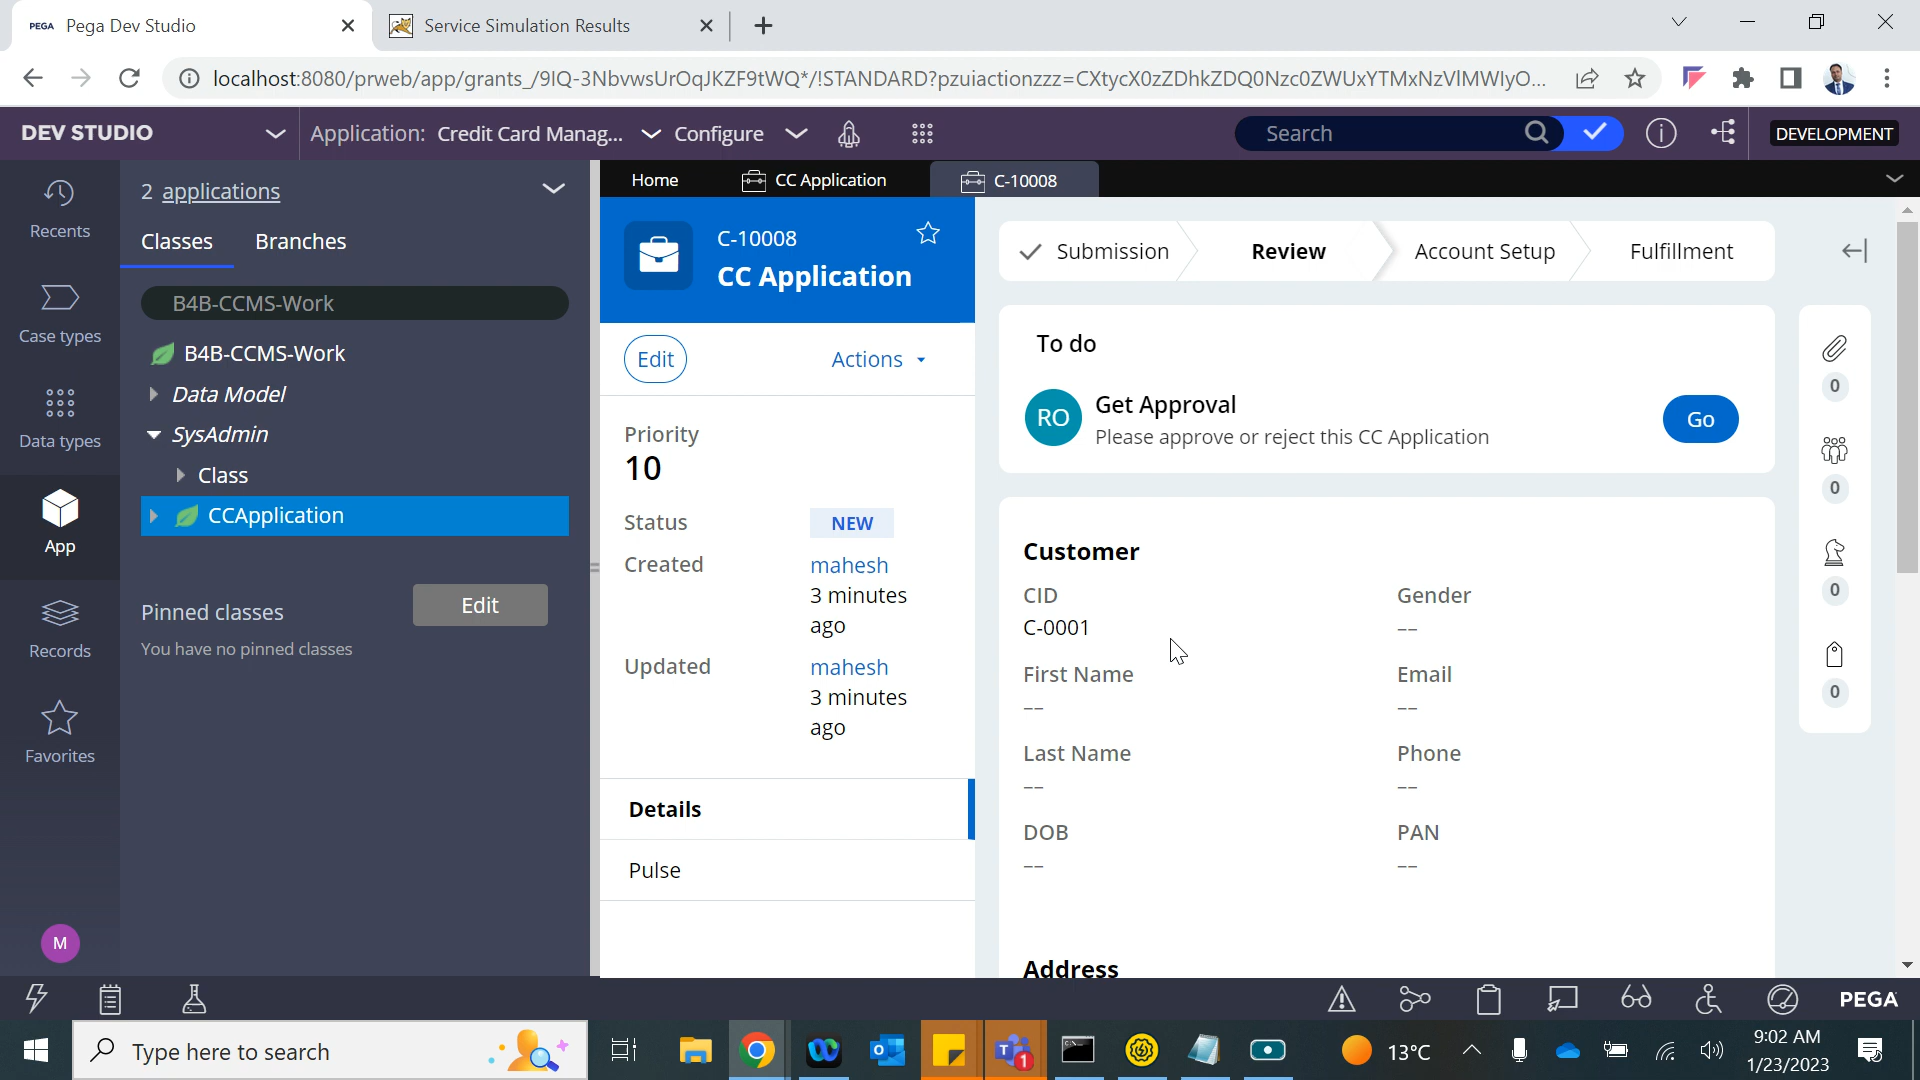 PEGA Pega Dev Studio
Service Simulation Results
localhost:8080/prweb/app/grants_/9IQ-3NbvwsUrOqJKZF9tWQ*/!STANDARD?pzuiactionzzz=CXtycX0zZDhkZDQ0Nzc0ZWUxYTMxNzVlMWIyO...
DEV STUDIO
Application: Credit Card Manag...
Configure
Search
DEVELOPMENT
Recents
Case types
Data types
App
Records
Favorites
M
2 applications
Classes
Branches
B4B-CCMS-Work
B4B-CCMS-Work
Data Model
SysAdmin
Class
CCApplication
Pinned classes
Edit
You have no pinned classes
Home
CC Application
C-10008
C-10008
CC Application
Edit
Actions
Priority
10
Status
NEW
Created
mahesh
3 minutes
ago
Updated
mahesh
3 minutes
ago
Details
Pulse
Submission
Review
Account Setup
Fulfillment
To do
RO
Get Approval
Please approve or reject this CC Application
Go
Customer
CID
C-0001
Gender
--
First Name
--
Email
--
Last Name
--
Phone
--
DOB
--
PAN
--
Address
0
0
0
0
PEGA
Type here to search
1
13°C
9:02 AM
1/23/2023